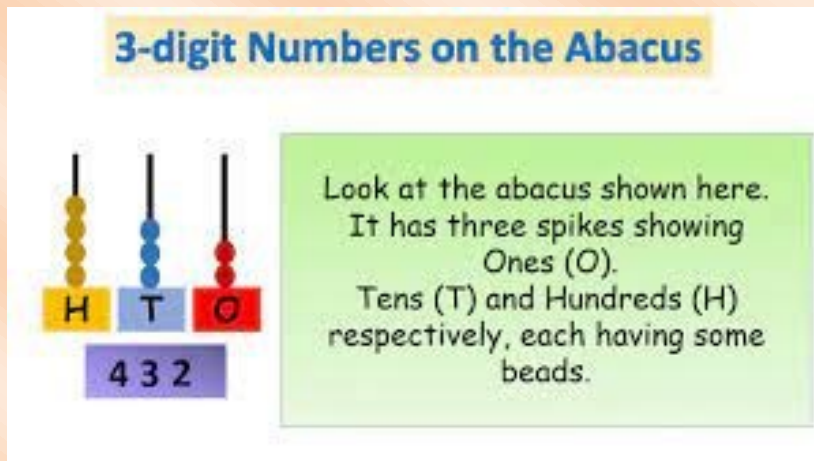 3-digit Numbers on the Abacus
Look at the abacus shown here.
It has three spikes showing
Ones (O).
Tens (T) and Hundreds (H)
respectively, each having some
beads.
H T O
4 3 2